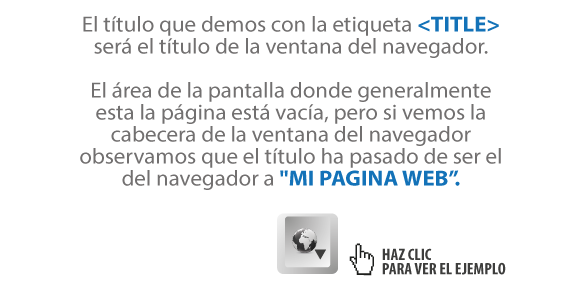 El título que demos con la etiqueta <TITLE>
será el título de la ventana del navegador.
El área de la pantalla donde generalmente
esta la página está vacía, pero si vemos la
cabecera de la ventana del navegador
observamos que el título ha pasado de ser el
del navegador a "MI PAGINA WEB”.
HAZ CLIC
PARA VER EL EJEMPLO